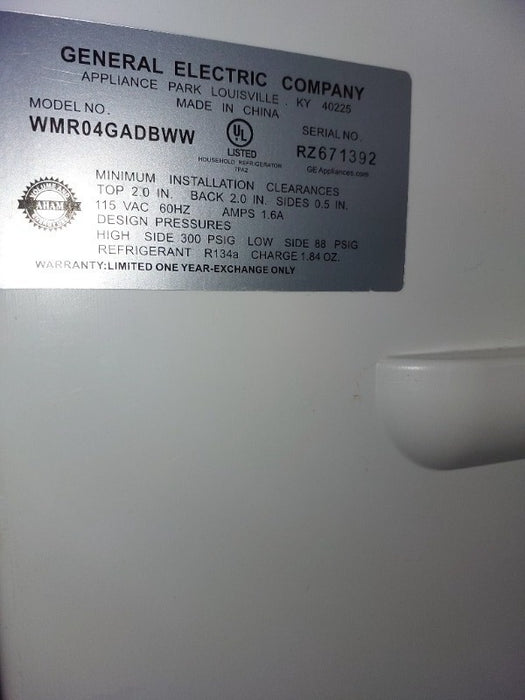 GENERAL ELECTRIC COMPANY
APPLIANCE PARK LOUISVILLE . KY 40225
MADE IN CHINA
MODEL NO.
WMR04GADBWW
UL
LISTED
HOUSEHOLD REFRIGERATOR
7PA2
SERIAL NO.
RZ671392
GEAppliances.com
AHAM
MINIMUM INSTALLATION CLEARANCES
TOP 2.0 IN. BACK 2.0 IN. SIDES 0.5 IN.
115 VAC 60HZ AMPS 1.6A
DESIGN PRESSURES
HIGH SIDE 300 PSIG LOW SIDE 88 PSIG
REFRIGERANT R134a CHARGE 1.84 OZ.
WARRANTY:LIMITED ONE YEAR-EXCHANGE ONLY